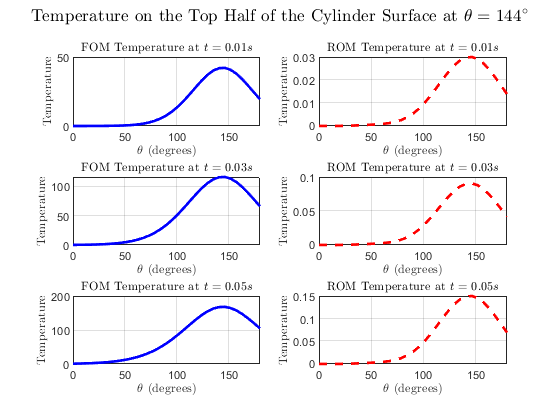 Temperature on the Top Half of the Cylinder Surface at θ = 144°
FOM Temperature at t = 0.01s
Temperature
50
0
0 50 100 150
θ (degrees)
ROM Temperature at t = 0.01s
Temperature
0.03
0.02
0.01
0
0 50 100 150
θ (degrees)
FOM Temperature at t = 0.03s
Temperature
100
50
0
0 50 100 150
θ (degrees)
ROM Temperature at t = 0.03s
Temperature
0.1
0.05
0
0 50 100 150
θ (degrees)
FOM Temperature at t = 0.05s
Temperature
200
100
0
0 50 100 150
θ (degrees)
ROM Temperature at t = 0.05s
Temperature
0.15
0.1
0.05
0
0 50 100 150
θ (degrees)